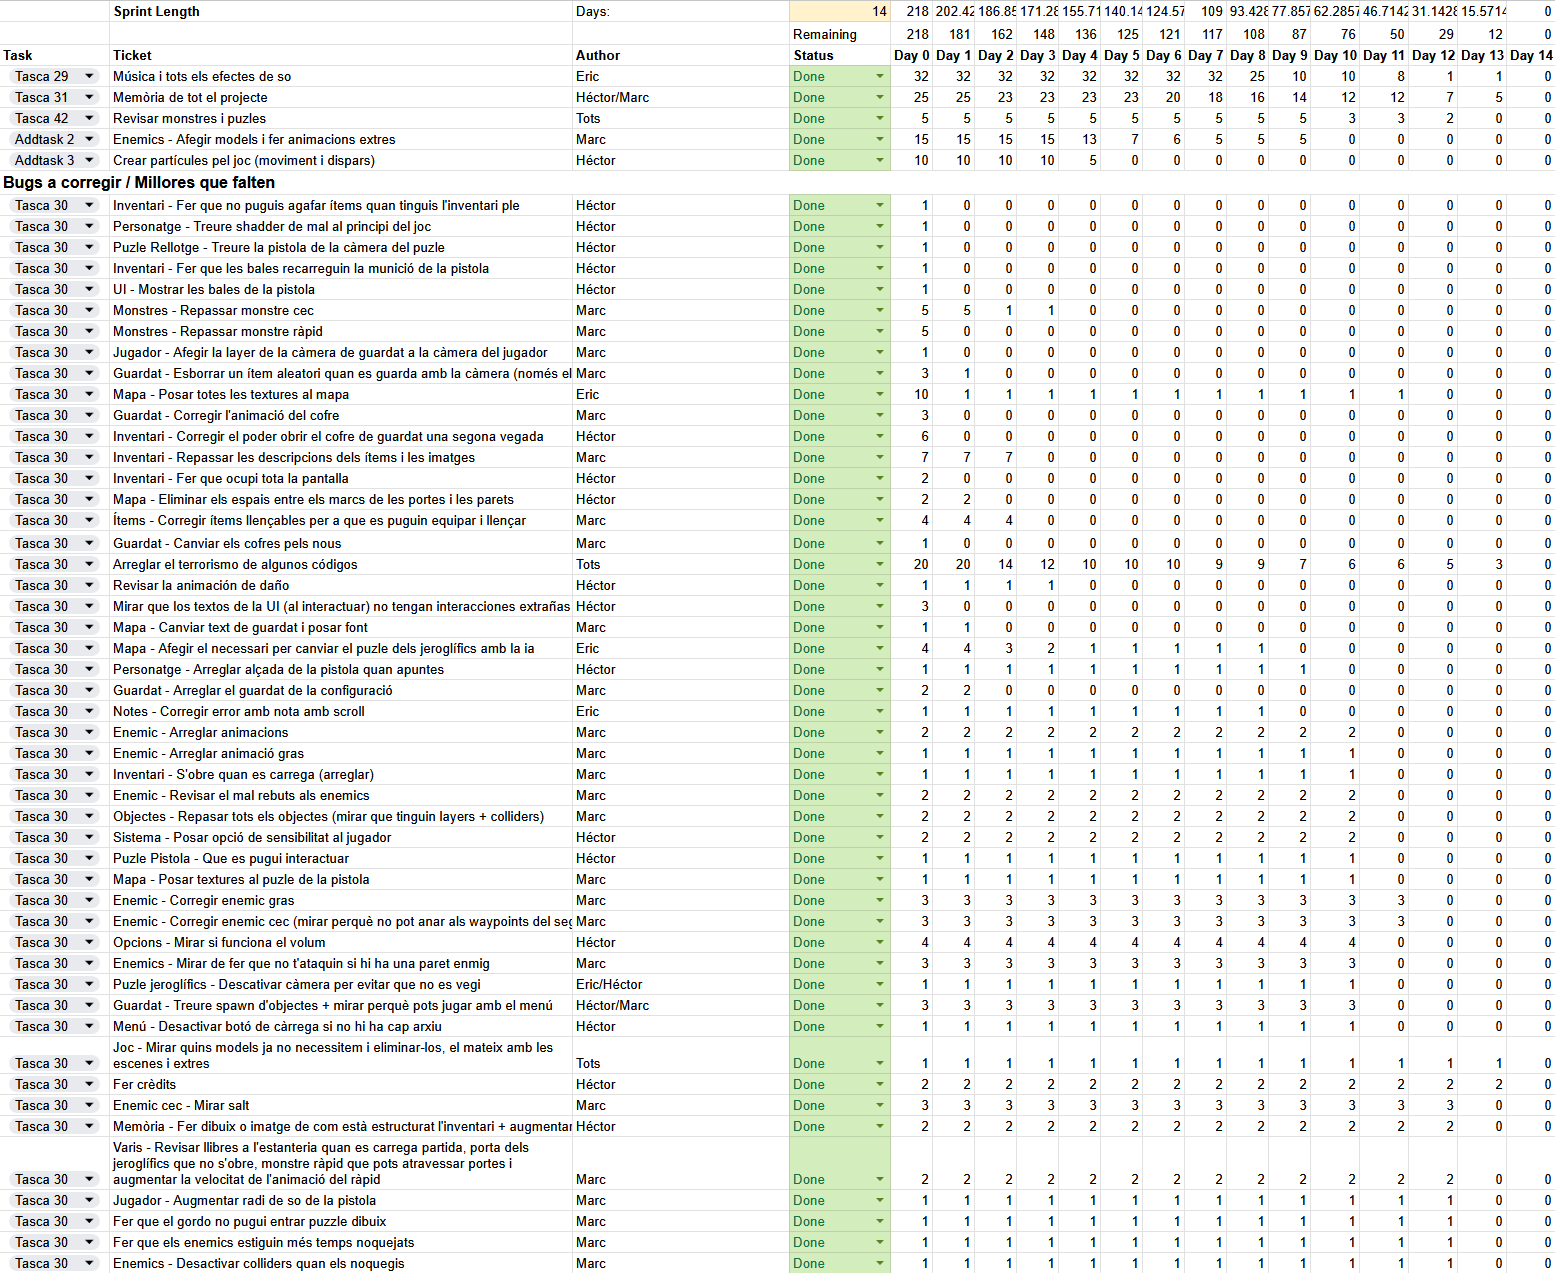 Sprint Length Days: 14 218 202.42 186.85 171.28 155.71 140.14 124.57 109 93.428 77.857 62.2857 46.7142 31.1428 15.5714 0
Remaining 218 181 162 148 136 125 121 117 108 87 76 50 29 12 0
Task Ticket Author Status Day 0 Day 1 Day 2 Day 3 Day 4 Day 5 Day 6 Day 7 Day 8 Day 9 Day 10 Day 11 Day 12 Day 13 Day 14
Tasca 29 Música i tots els efectes de so Eric Done 32 32 32 32 32 32 32 32 25 10 10 8 1 1 0
Tasca 31 Memòria de tot el projecte Héctor/Marc Done 25 25 23 23 23 23 20 18 16 14 12 12 7 5 0
Tasca 42 Revisar monstres i puzles Tots Done 5 5 5 5 5 5 5 5 5 5 3 3 2 0 0
Addtask 2 Enemics - Afegir models i fer animacions extres Marc Done 15 15 15 15 13 7 6 5 5 5 0 0 0 0 0
Addtask 3 Crear partícules pel joc (moviment i dispars) Héctor Done 10 10 10 10 5 0 0 0 0 0 0 0 0 0 0
Bugs a corregir / Millores que falten
Tasca 30 Inventari - Fer que no puguis agafar ítems quan tinguis l'inventari ple Héctor Done 1 0 0 0 0 0 0 0 0 0 0 0 0 0 0
Tasca 30 Personatge - Treure shadder de mal al principi del joc Héctor Done 1 0 0 0 0 0 0 0 0 0 0 0 0 0 0
Tasca 30 Puzle Rellotge - Treure la pistola de la càmera del puzle Héctor Done 1 0 0 0 0 0 0 0 0 0 0 0 0 0 0
Tasca 30 Inventari - Fer que les bales recarreguin la munició de la pistola Héctor Done 1 0 0 0 0 0 0 0 0 0 0 0 0 0 0
Tasca 30 UI - Mostrar les bales de la pistola Héctor Done 1 0 0 0 0 0 0 0 0 0 0 0 0 0 0
Tasca 30 Monstres - Repassar monstre cec Marc Done 5 5 1 1 0 0 0 0 0 0 0 0 0 0 0
Tasca 30 Monstres - Repassar monstre ràpid Marc Done 5 0 0 0 0 0 0 0 0 0 0 0 0 0 0
Tasca 30 Jugador - Afegir la layer de la càmera de guardat a la càmera del jugador Marc Done 1 0 0 0 0 0 0 0 0 0 0 0 0 0 0
Tasca 30 Guardat - Esborrar un ítem aleatori quan es guarda amb la càmera (només el Marc Done 3 1 0 0 0 0 0 0 0 0 0 0 0 0 0
Tasca 30 Mapa - Posar totes les textures al mapa Eric Done 10 1 1 1 1 1 1 1 1 1 1 1 0 0 0
Tasca 30 Guardat - Corregir l'animació del cofre Marc Done 3 0 0 0 0 0 0 0 0 0 0 0 0 0 0
Tasca 30 Inventari - Corregir el poder obrir el cofre de guardat una segona vegada Héctor Done 6 0 0 0 0 0 0 0 0 0 0 0 0 0 0
Tasca 30 Inventari - Repassar les descripcions dels ítems i les imatges Marc Done 7 7 7 0 0 0 0 0 0 0 0 0 0 0 0
Tasca 30 Inventari - Fer que ocupi tota la pantalla Héctor Done 2 0 0 0 0 0 0 0 0 0 0 0 0 0 0
Tasca 30 Mapa - Eliminar els espais entre els marcs de les portes i les parets Héctor Done 2 2 0 0 0 0 0 0 0 0 0 0 0 0 0
Tasca 30 Ítems - Corregir ítems llençables per a que es puguin equipar i llençar Marc Done 4 4 4 0 0 0 0 0 0 0 0 0 0 0 0
Tasca 30 Guardat - Canviar els cofres pels nous Marc Done 1 0 0 0 0 0 0 0 0 0 0 0 0 0 0
Tasca 30 Arreglar el terrorismo de algunos códigos Tots Done 20 20 14 12 10 10 10 9 9 7 6 6 5 3 0
Tasca 30 Revisar la animación de daño Héctor Done 1 1 1 1 0 0 0 0 0 0 0 0 0 0 0
Tasca 30 Mirar que los textos de la UI (al interactuar) no tengan interacciones extrañas Héctor Done 3 0 0 0 0 0 0 0 0 0 0 0 0 0 0
Tasca 30 Mapa - Canviar text de guardat i posar font Marc Done 1 1 0 0 0 0 0 0 0 0 0 0 0 0 0
Tasca 30 Mapa - Afegir el necessari per canviar el puzle dels jeroglífics amb la ia Eric Done 4 4 3 2 1 1 1 1 1 0 0 0 0 0 0
Tasca 30 Personatge - Arreglar alçada de la pistola quan apuntes Héctor Done 1 1 1 1 1 1 1 1 1 1 0 0 0 0 0
Tasca 30 Guardat - Arreglar el guardat de la configuració Marc Done 2 2 0 0 0 0 0 0 0 0 0 0 0 0 0
Tasca 30 Notes - Corregir error amb nota amb scroll Eric Done 1 1 1 1 1 1 1 1 1 0 0 0 0 0 0
Tasca 30 Enemic - Arreglar animacions Marc Done 2 2 2 2 2 2 2 2 2 2 2 0 0 0 0
Tasca 30 Enemic - Arreglar animació gras Marc Done 1 1 1 1 1 1 1 1 1 1 1 0 0 0 0
Tasca 30 Inventari - S'obre quan es carrega (arreglar) Marc Done 1 1 1 1 1 1 1 1 1 1 1 0 0 0 0
Tasca 30 Enemic - Revisar el mal rebuts als enemics Marc Done 2 2 2 2 2 2 2 2 2 2 2 0 0 0 0
Tasca 30 Objectes - Repasar tots els objectes (mirar que tinguin layers + colliders) Marc Done 2 2 2 2 2 2 2 2 2 2 2 0 0 0 0
Tasca 30 Sistema - Posar opció de sensibilitat al jugador Héctor Done 2 2 2 2 2 2 2 2 2 2 2 0 0 0 0
Tasca 30 Puzle Pistola - Que es pugui interactuar Héctor Done 1 1 1 1 1 1 1 1 1 1 1 0 0 0 0
Tasca 30 Mapa - Posar textures al puzle de la pistola Marc Done 1 1 1 1 1 1 1 1 1 1 1 0 0 0 0
Tasca 30 Enemic - Corregir enemic gras Marc Done 3 3 3 3 3 3 3 3 3 3 3 3 0 0 0
Tasca 30 Enemic - Corregir enemic cec (mirar perquè no pot anar als waypoints del seg Marc Done 3 3 3 3 3 3 3 3 3 3 3 3 0 0 0
Tasca 30 Opcions - Mirar si funciona el volum Héctor Done 4 4 4 4 4 4 4 4 4 4 4 0 0 0 0
Tasca 30 Enemics - Mirar de fer que no t'ataquin si hi ha una paret enmig Marc Done 3 3 3 3 3 3 3 3 3 3 3 0 0 0 0
Tasca 30 Puzle jeroglífics - Descativar càmera per evitar que no es vegi Eric/Héctor Done 1 1 1 1 1 1 1 1 1 1 1 0 0 0 0
Tasca 30 Guardat - Treure spawn d'objectes + mirar perquè pots jugar amb el menú Héctor/Marc Done 3 3 3 3 3 3 3 3 3 3 3 0 0 0 0
Tasca 30 Menú - Desactivar botó de càrrega si no hi ha cap arxiu Héctor Done 1 1 1 1 1 1 1 1 1 1 1 0 0 0 0
Joc - Mirar quins models ja no necessitem i eliminar-los, el mateix amb les
Tasca 30 escenes i extres Tots Done 1 1 1 1 1 1 1 1 1 1 1 1 1 1 0
Tasca 30 Fer crèdits Héctor Done 2 2 2 2 2 2 2 2 2 2 2 2 2 2 0
Tasca 30 Enemic cec - Mirar salt Marc Done 3 3 3 3 3 3 3 3 3 3 3 3 3 0 0
Tasca 30 Memòria - Fer dibuix o imatge de com està estructurat l'inventari + augmentar Héctor Done 2 2 2 2 2 2 2 2 2 2 2 2 2 0 0
Varis - Revisar llibres a l'estanteria quan es carrega partida, porta dels
jeroglífics que no s'obre, monstre ràpid que pots atravessar portes i
Tasca 30 augmentar la velocitat de l'animació del ràpid Marc Done 2 2 2 2 2 2 2 2 2 2 2 2 2 0 0
Tasca 30 Jugador - Augmentar radi de so de la pistola Marc Done 1 1 1 1 1 1 1 1 1 1 1 1 1 0 0
Tasca 30 Fer que el gordo no pugui entrar puzzle dibuix Marc Done 1 1 1 1 1 1 1 1 1 1 1 1 1 0 0
Tasca 30 Fer que els enemics estiguin més temps noquejats Marc Done 1 1 1 1 1 1 1 1 1 1 1 1 1 0 0
Tasca 30 Enemics - Desactivar colliders quan els noquegis Marc Done 1 1 1 1 1 1 1 1 1 1 1 1 1 0 0